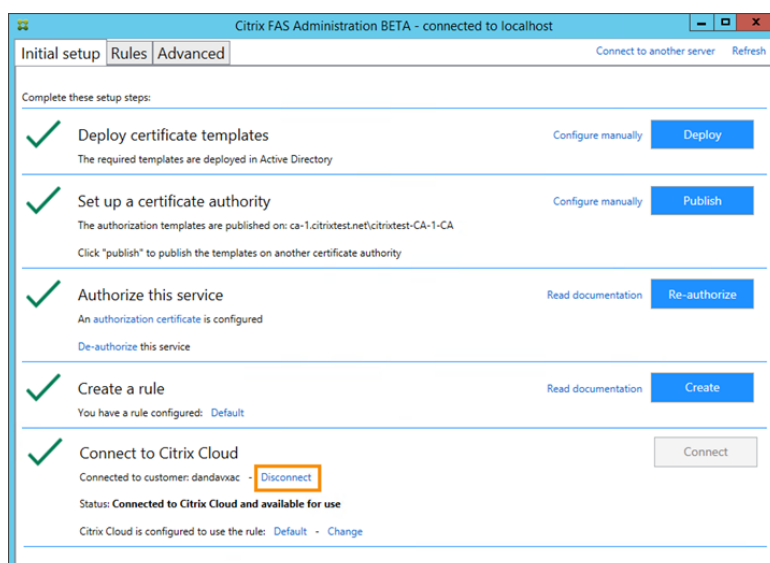 Citrix FAS Administration BETA - connected to localhost
Initial setup Rules Advanced Connect to another server Refresh
Complete these setup steps:
Deploy certificate templates Configure manually Deploy
The required templates are deployed in Active Directory
Set up a certificate authority Configure manually Publish
The authorization templates are published on: ca-1.citrixtest.net\citrixtest-CA-1-CA
Click "publish" to publish the templates on another certificate authority
Authorize this service Read documentation Re-authorize
An authorization certificate is configured
De-authorize this service
Create a rule Read documentation Create
You have a rule configured: Default
Connect to Citrix Cloud Connect
Connected to customer: dandavxac - Disconnect
Status: Connected to Citrix Cloud and available for use
Citrix Cloud is configured to use the rule: Default - Change